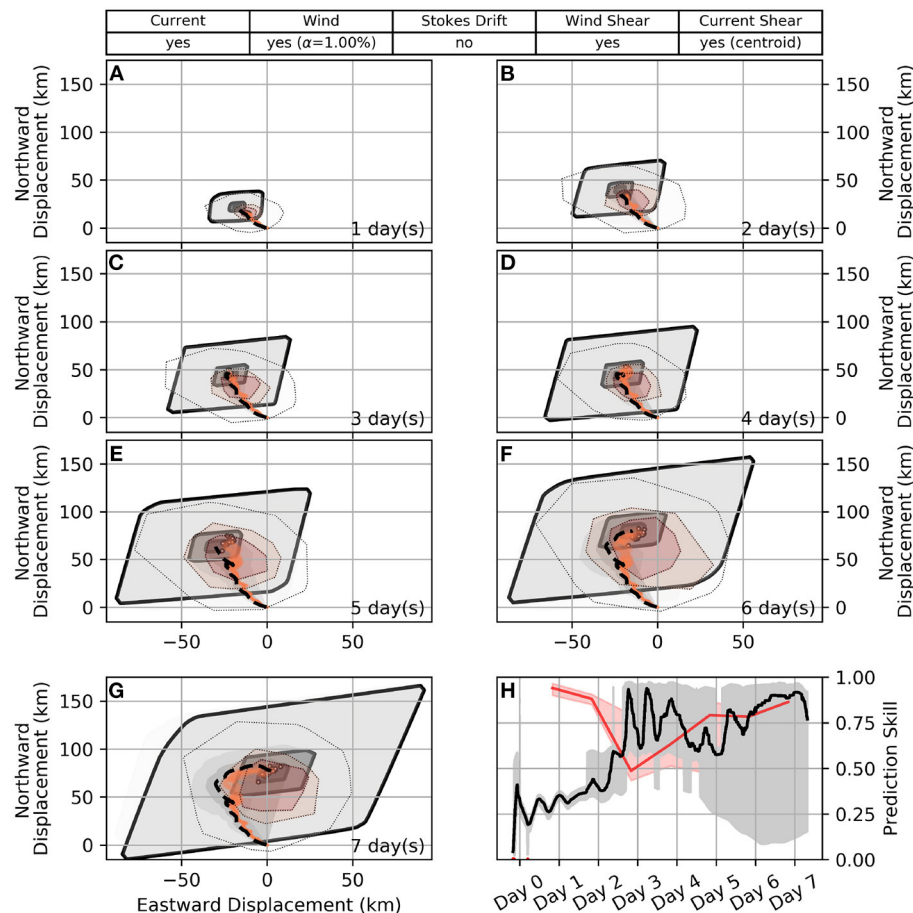 Current Wind Stokes Drift Wind Shear Current Shear
yes yes (α=1.00%) no yes yes (centroid)
A
Northward
Displacement (km)
150
100
50
0
−50 0 50
1 day(s)
B
Northward
Displacement (km)
150
100
50
0
−50 0 50
2 day(s)
C
Northward
Displacement (km)
150
100
50
0
3 day(s)
D
Northward
Displacement (km)
150
100
50
0
4 day(s)
E
Northward
Displacement (km)
150
100
50
0
−50 0 50
5 day(s)
F
Northward
Displacement (km)
150
100
50
0
−50 0 50
6 day(s)
G
Northward
Displacement (km)
150
100
50
0
−50 0 50
7 day(s)
Eastward Displacement (km)
H
Prediction Skill
1.00
0.75
0.50
0.25
0.00
Day 0 Day 1 Day 2 Day 3 Day 4 Day 5 Day 6 Day 7